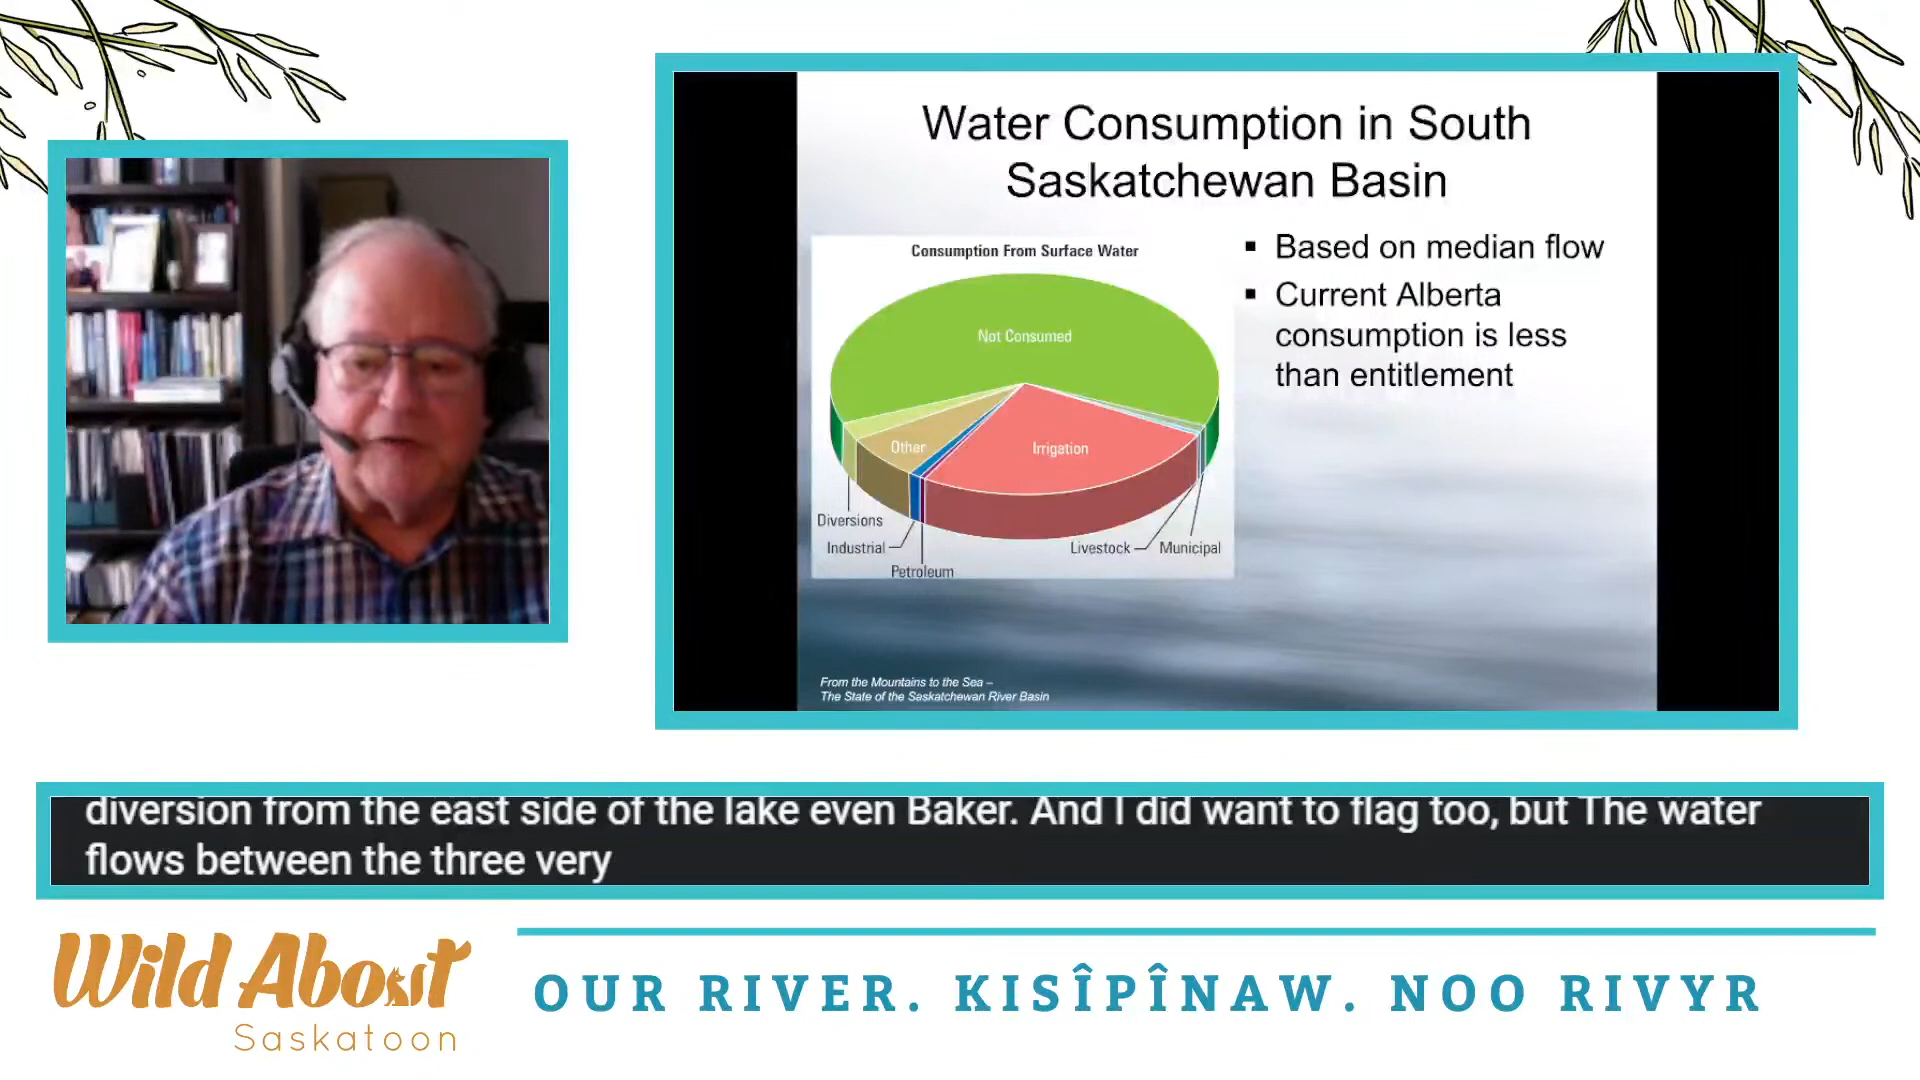 Water Consumption in South
Saskatchewan Basin
Consumption From Surface Water
Not Consumed
Other
Irrigation
Diversions
Industrial
Petroleum
Livestock
Municipal
▪ Based on median flow
▪ Current Alberta
consumption is less
than entitlement
From the Mountains to the Sea –
The State of the Saskatchewan River Basin
diversion from the east side of the lake even Baker. And I did want to flag too, but The water
flows between the three very
Wild About
Saskatoon
OUR RIVER. KISÎPÎNAW. NOO RIVYR